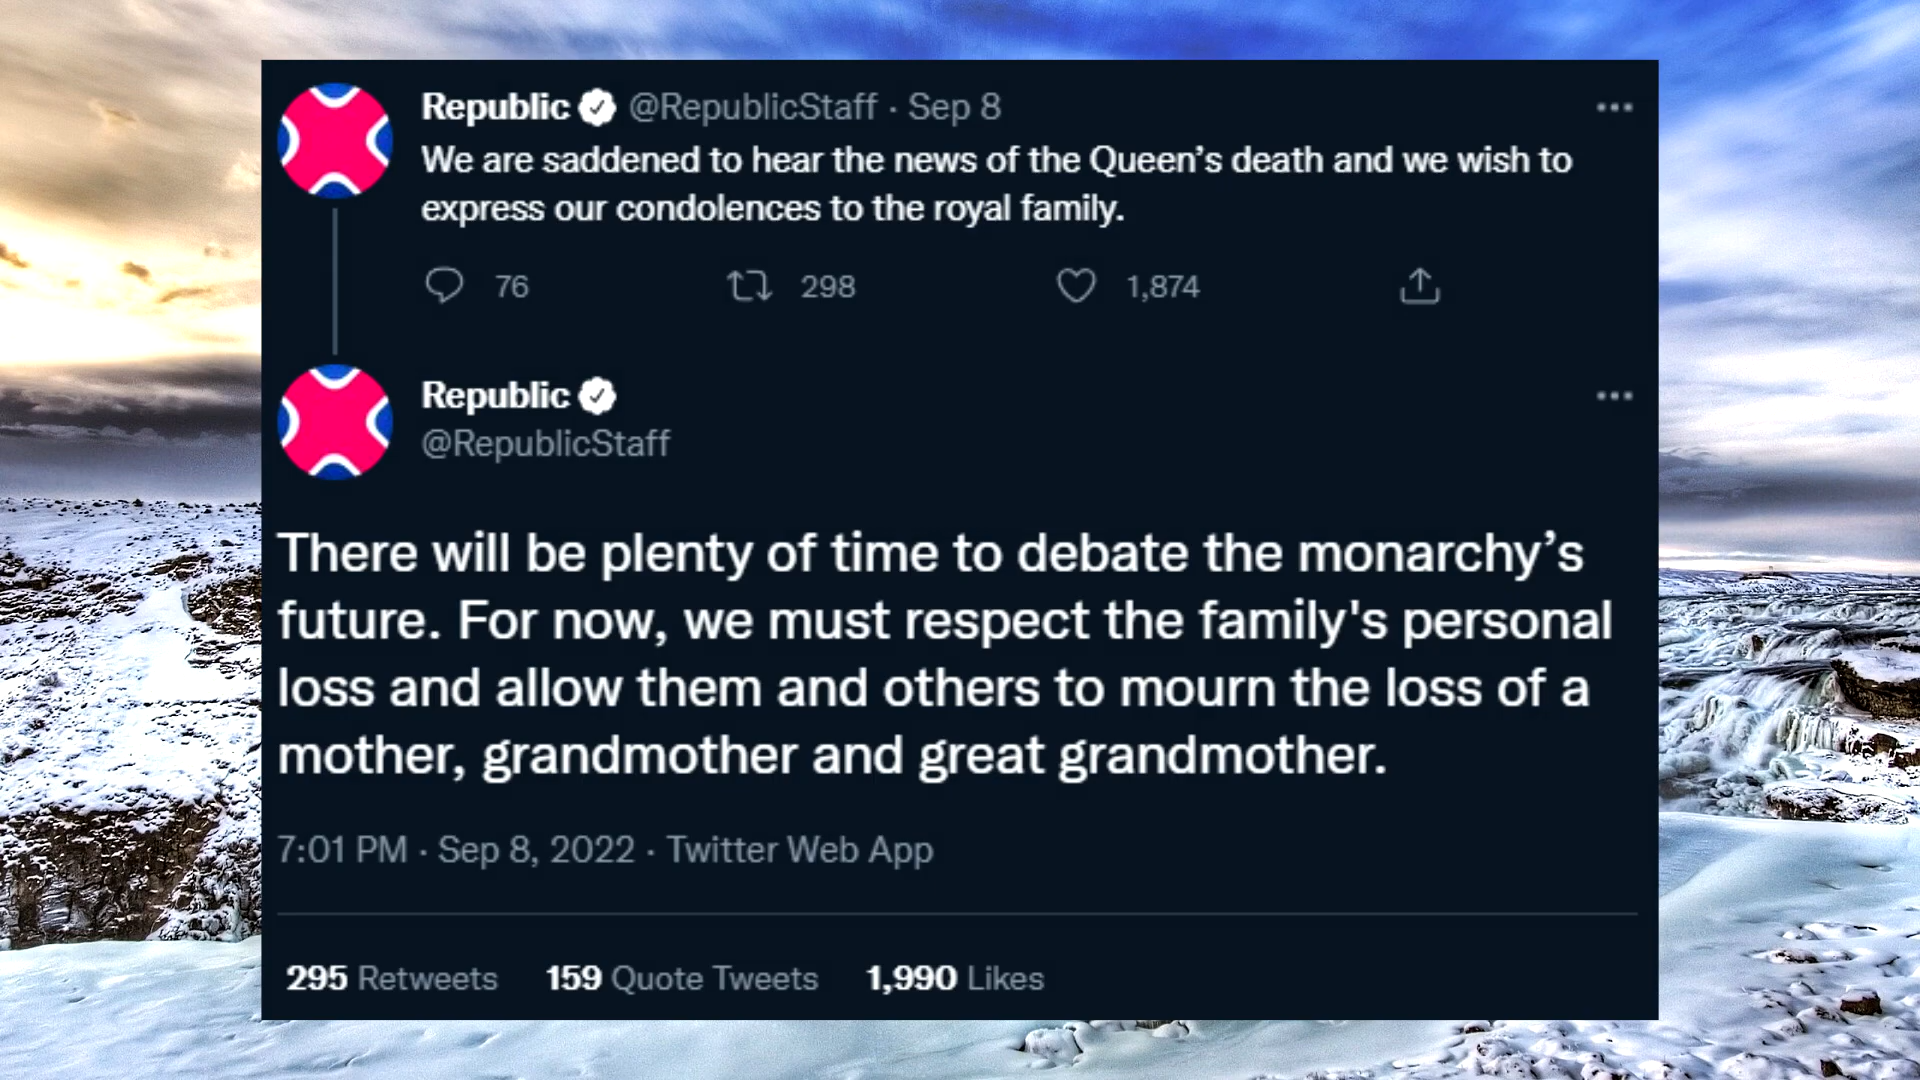 Republic @RepublicStaff · Sep 8
We are saddened to hear the news of the Queen’s death and we wish to
express our condolences to the royal family.
76 298 1,874
Republic
@RepublicStaff
There will be plenty of time to debate the monarchy’s
future. For now, we must respect the family's personal
loss and allow them and others to mourn the loss of a
mother, grandmother and great grandmother.
7:01 PM · Sep 8, 2022 · Twitter Web App
295 Retweets 159 Quote Tweets 1,990 Likes